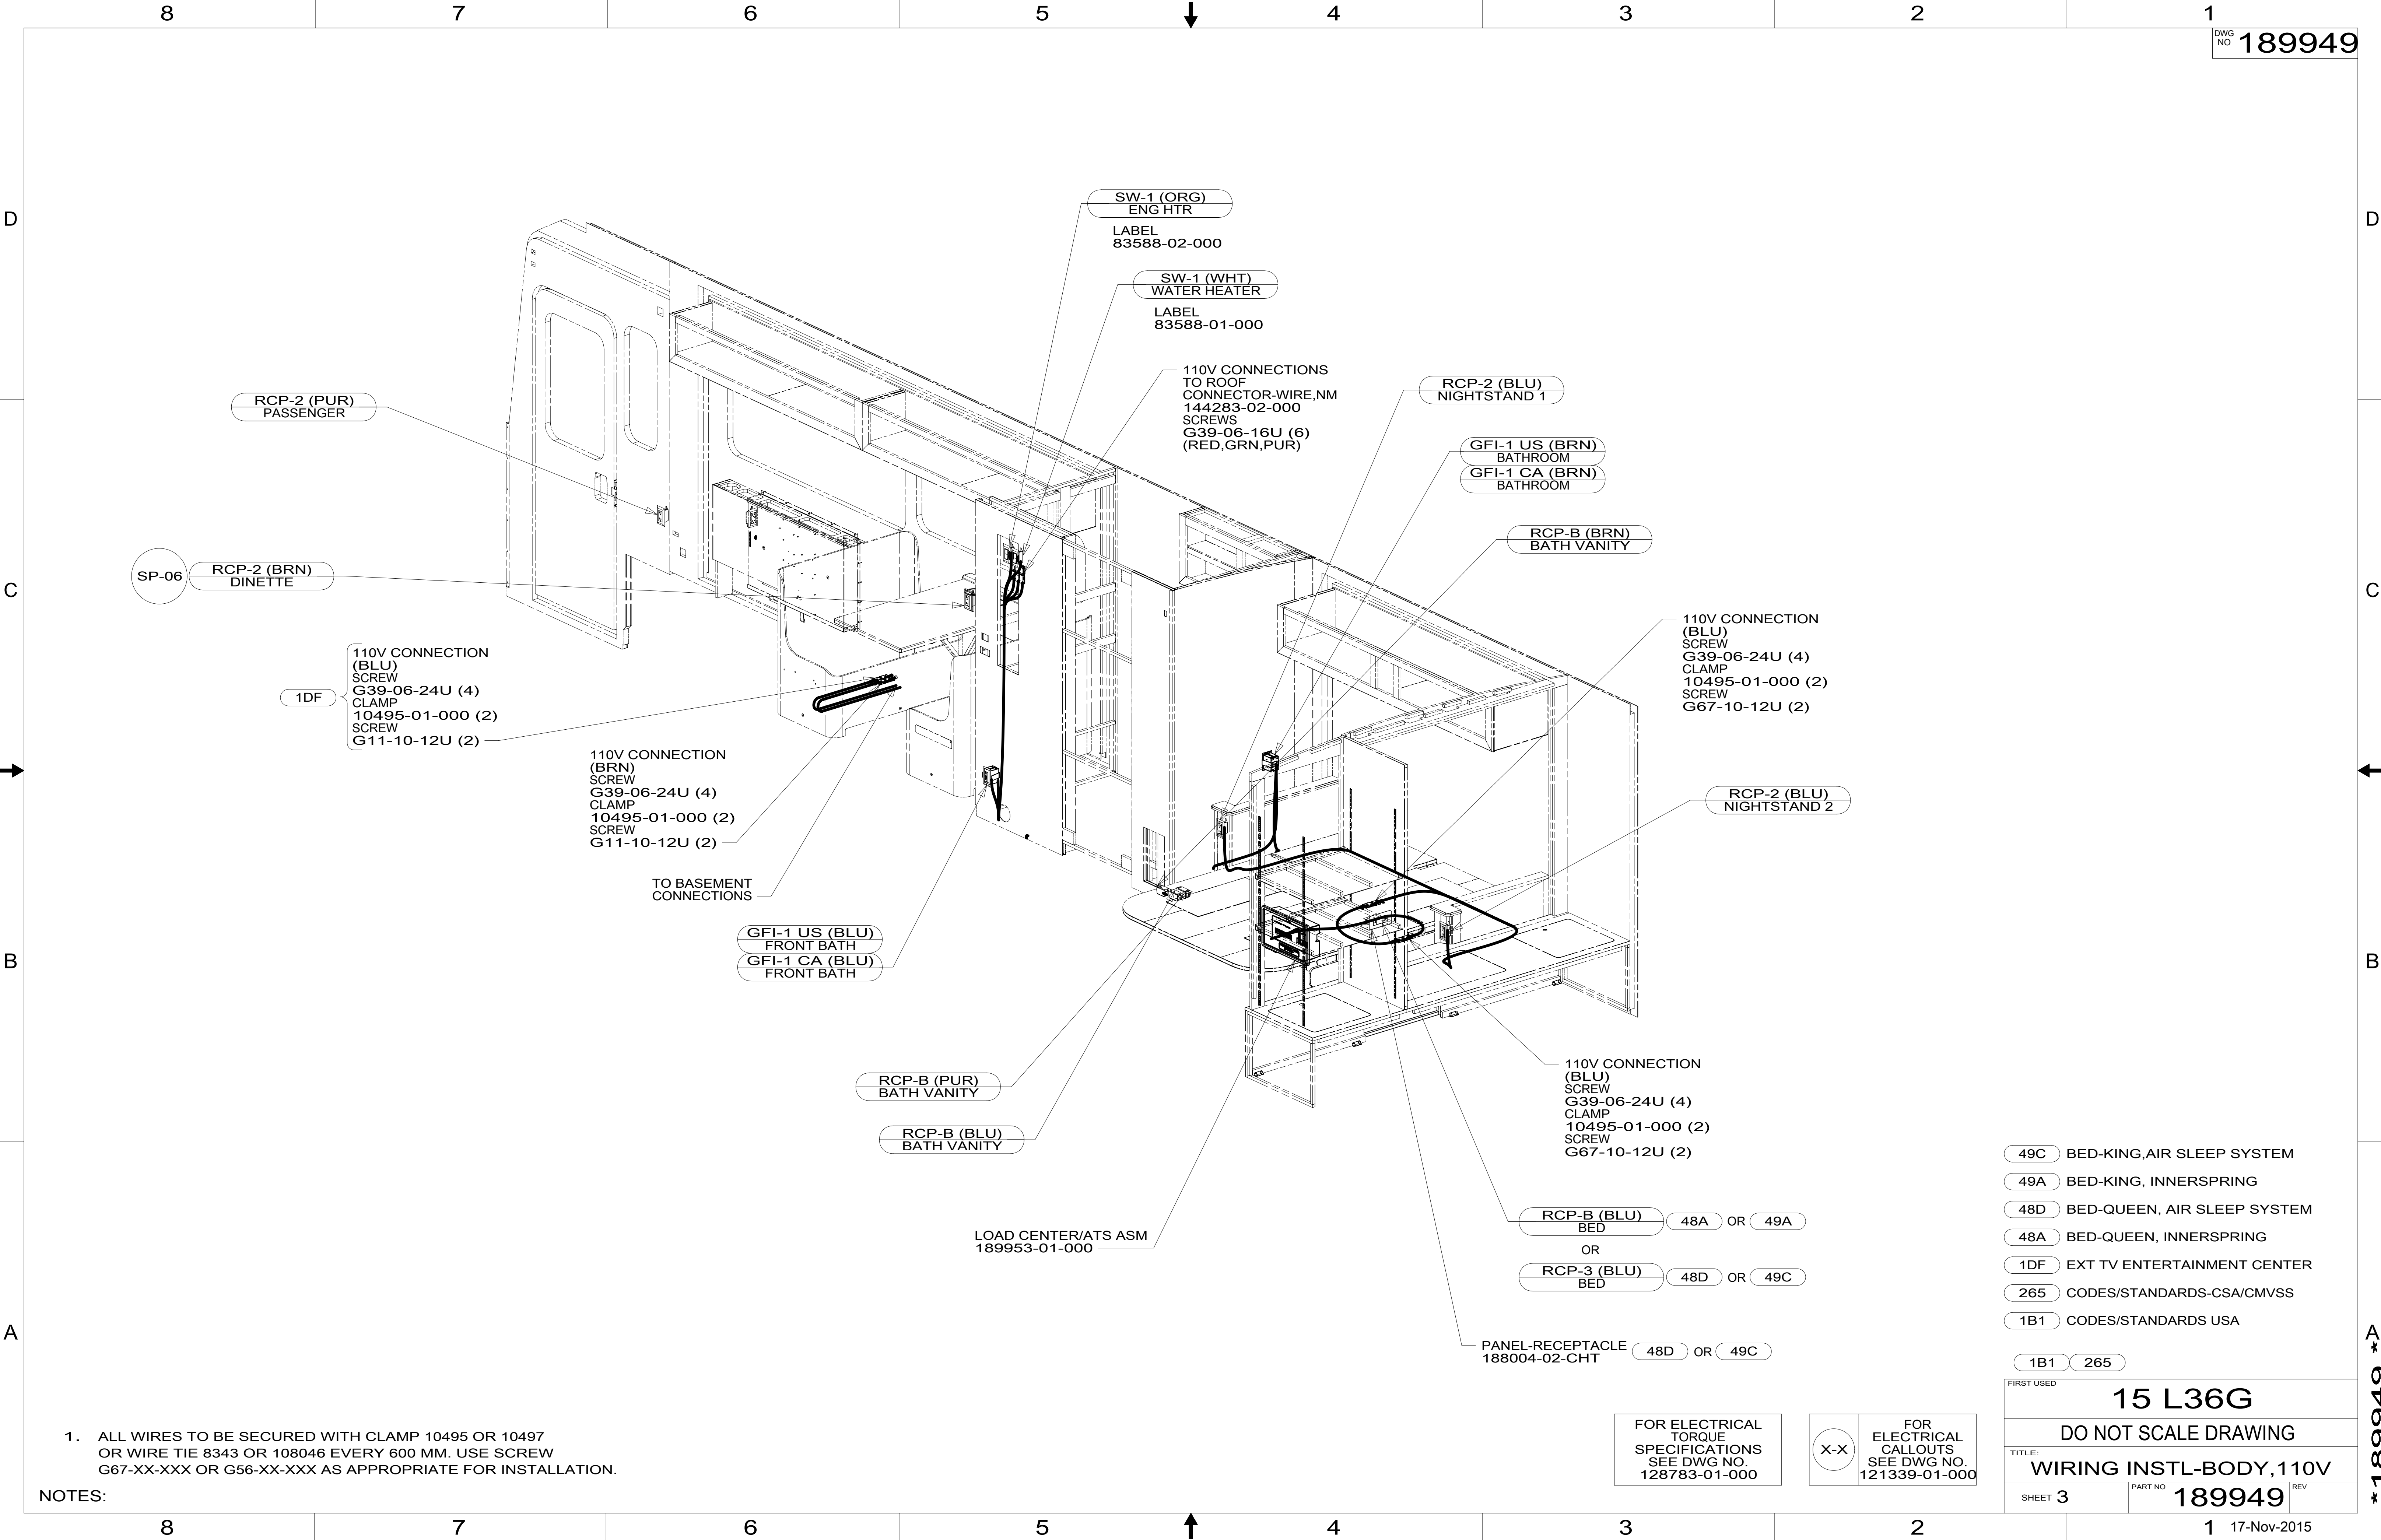 8 7 6 5 4 3 2 1
DWG NO 189949
D
D
SW-1 (ORG)
ENG HTR
LABEL
83588-02-000
SW-1 (WHT)
WATER HEATER
LABEL
83588-01-000
110V CONNECTIONS
TO ROOF
CONNECTOR-WIRE,NM
144283-02-000
SCREWS
G39-06-16U (6)
(RED,GRN,PUR)
RCP-2 (BLU)
NIGHTSTAND 1
RCP-2 (PUR)
PASSENGER
GFI-1 US (BRN)
BATHROOM
GFI-1 CA (BRN)
BATHROOM
RCP-B (BRN)
BATH VANITY
SP-06
RCP-2 (BRN)
DINETTE
C
C
110V CONNECTION
(BLU)
SCREW
G39-06-24U (4)
CLAMP
10495-01-000 (2)
SCREW
G67-10-12U (2)
1DF
110V CONNECTION
(BLU)
SCREW
G39-06-24U (4)
CLAMP
10495-01-000 (2)
SCREW
G11-10-12U (2)
110V CONNECTION
(BRN)
SCREW
G39-06-24U (4)
CLAMP
10495-01-000 (2)
SCREW
G11-10-12U (2)
RCP-2 (BLU)
NIGHTSTAND 2
TO BASEMENT
CONNECTIONS
GFI-1 US (BLU)
FRONT BATH
GFI-1 CA (BLU)
FRONT BATH
B
B
RCP-B (PUR)
BATH VANITY
RCP-B (BLU)
BATH VANITY
110V CONNECTION
(BLU)
SCREW
G39-06-24U (4)
CLAMP
10495-01-000 (2)
SCREW
G67-10-12U (2)
LOAD CENTER/ATS ASM
189953-01-000
RCP-B (BLU)
BED
48A OR 49A
OR
RCP-3 (BLU)
BED
48D OR 49C
PANEL-RECEPTACLE
188004-02-CHT
48D OR 49C
49C BED-KING,AIR SLEEP SYSTEM
49A BED-KING, INNERSPRING
48D BED-QUEEN, AIR SLEEP SYSTEM
48A BED-QUEEN, INNERSPRING
1DF EXT TV ENTERTAINMENT CENTER
265 CODES/STANDARDS-CSA/CMVSS
1B1 CODES/STANDARDS USA
A
A
1B1 265
FIRST USED
15 L36G
DO NOT SCALE DRAWING
TITLE:
WIRING INSTL-BODY,110V
SHEET 3
PART NO 189949
REV
*189949*
FOR ELECTRICAL
TORQUE
SPECIFICATIONS
SEE DWG NO.
128783-01-000
X-X
FOR
ELECTRICAL
CALLOUTS
SEE DWG NO.
121339-01-000
1. ALL WIRES TO BE SECURED WITH CLAMP 10495 OR 10497
OR WIRE TIE 8343 OR 108046 EVERY 600 MM. USE SCREW
G67-XX-XXX OR G56-XX-XXX AS APPROPRIATE FOR INSTALLATION.
NOTES:
8 7 6 5 4 3 2 1
17-Nov-2015